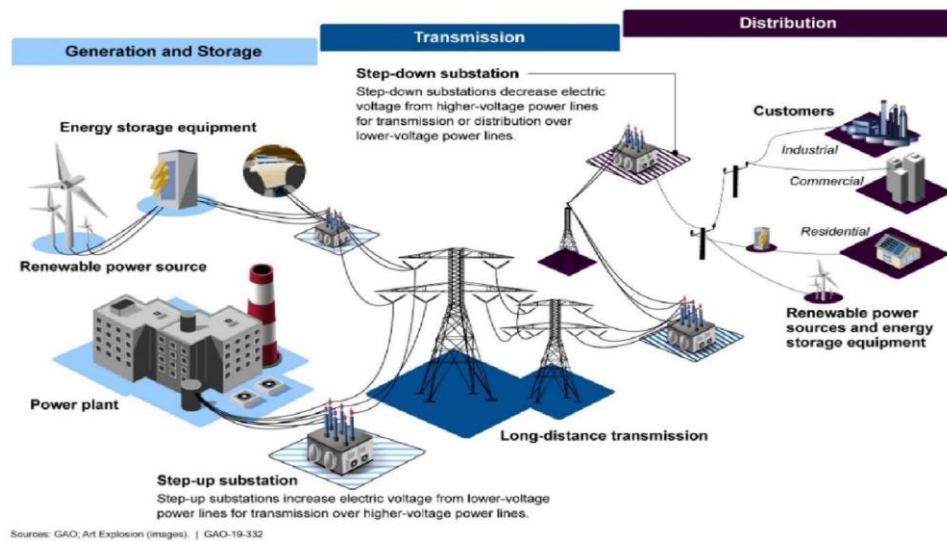 Generation and Storage
Transmission
Distribution
Step-down substation
Step-down substations decrease electric
voltage from higher-voltage power lines
for transmission or distribution over
lower-voltage power lines.
Energy storage equipment
Renewable power source
Power plant
Customers
Industrial
Commercial
Residential
Renewable power
sources and energy
storage equipment
Long-distance transmission
Step-up substation
Step-up substations increase electric voltage from lower-voltage
power lines for transmission over higher-voltage power lines.
Sources: GAO; Art Explosion (images). | GAO-19-332